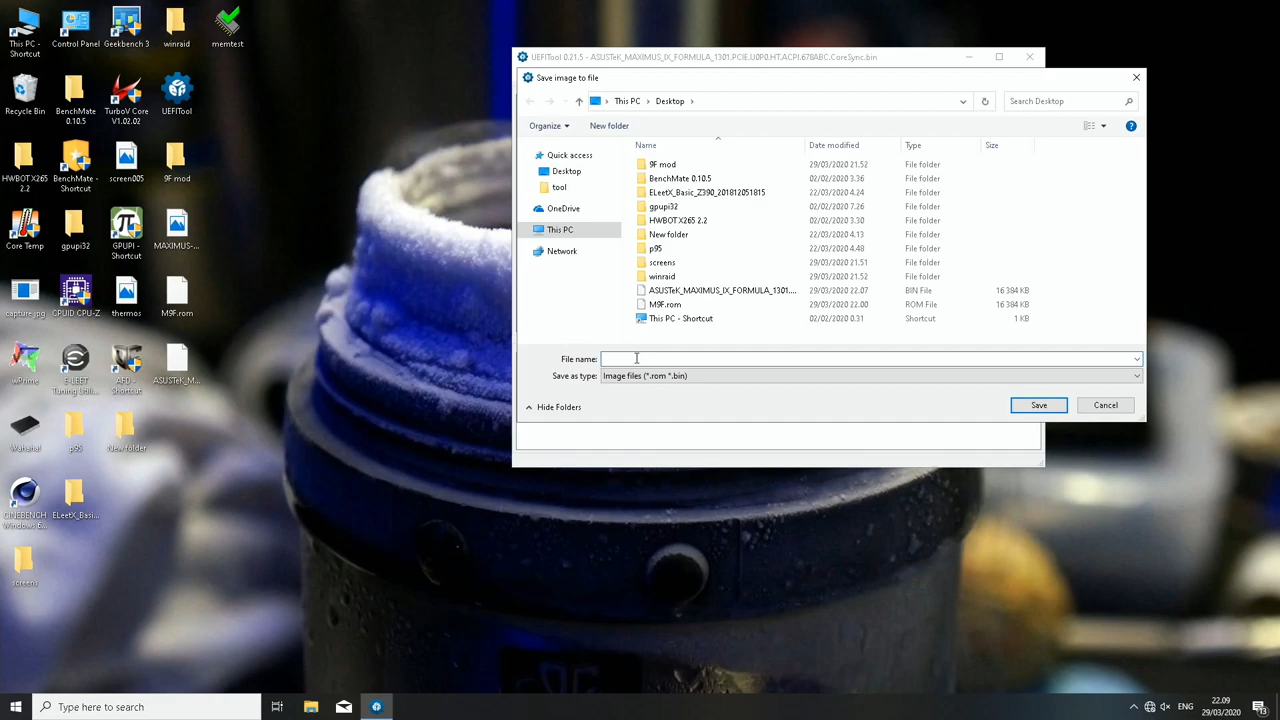 This PC - Shortcut
Control Panel
Geekbench 3
winraid
memtest
Recycle Bin
BenchMate 0.10.5
TurboV Core V1.02.02
UEFITool
HWBOT X265 2.2
BenchMate - Shortcut
screen005
9F mod
Core Temp
gpupi32
GPUPI - Shortcut
MAXIMUS-...
capture.jpg
CPUID CPU-Z
thermos
M9F.rom
wPrime
E-LEET Tuning Utili...
AFD - Shortcut
ASUSTeK_M...
Wahaha!
p95
New folder
CINEBENCH Windows 6...
ELeetX_Basi...
screens
UEFITool 0.21.5 - ASUSTeK_MAXIMUS_IX_FORMULA_1301.PCIE.U0P0.HT.ACPI.678ABC.CoreSync.bin
Save image to file
This PC > Desktop >
Search Desktop
Organize
New folder
Quick access
Desktop
tool
OneDrive
This PC
Network
Name Date modified Type Size
9F mod 29/03/2020 21.52 File folder
BenchMate 0.10.5 02/02/2020 3.36 File folder
ELeetX_Basic_Z390_201812051815 22/03/2020 4.24 File folder
gpupi32 02/02/2020 7.26 File folder
HWBOT X265 2.2 02/02/2020 3.30 File folder
New folder 22/03/2020 4.13 File folder
p95 22/03/2020 4.48 File folder
screens 29/03/2020 21.51 File folder
winraid 29/03/2020 21.52 File folder
ASUSTeK_MAXIMUS_IX_FORMULA_1301.... 29/03/2020 22.07 BIN File 16 384 KB
M9F.rom 29/03/2020 22.00 ROM File 16 384 KB
This PC - Shortcut 02/02/2020 0.31 Shortcut 1 KB
File name:
Save as type: Image files (*.rom *.bin)
Hide Folders
Save
Cancel
Type here to search
ENG
22.09
29/03/2020
13